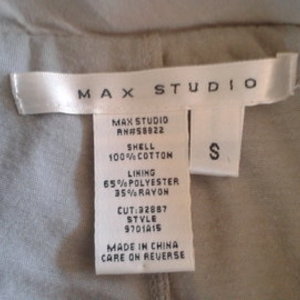 MAX STUDIO
MAX STUDIO
RN#58822
SHELL
100%COTTON
LINING
65%POLYESTER
35%RAYON
CUT:32887
STYLE
9701A15
MADE IN CHINA
CARE ON REVERSE
S